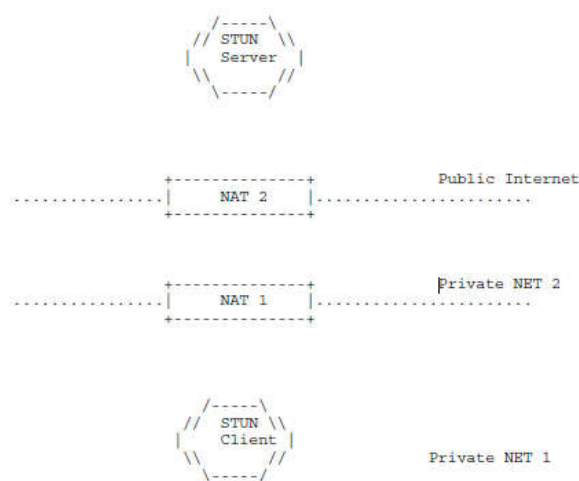 STUN
Server
Public Internet
NAT 2
Private NET 2
NAT 1
STUN
Client
Private NET 1